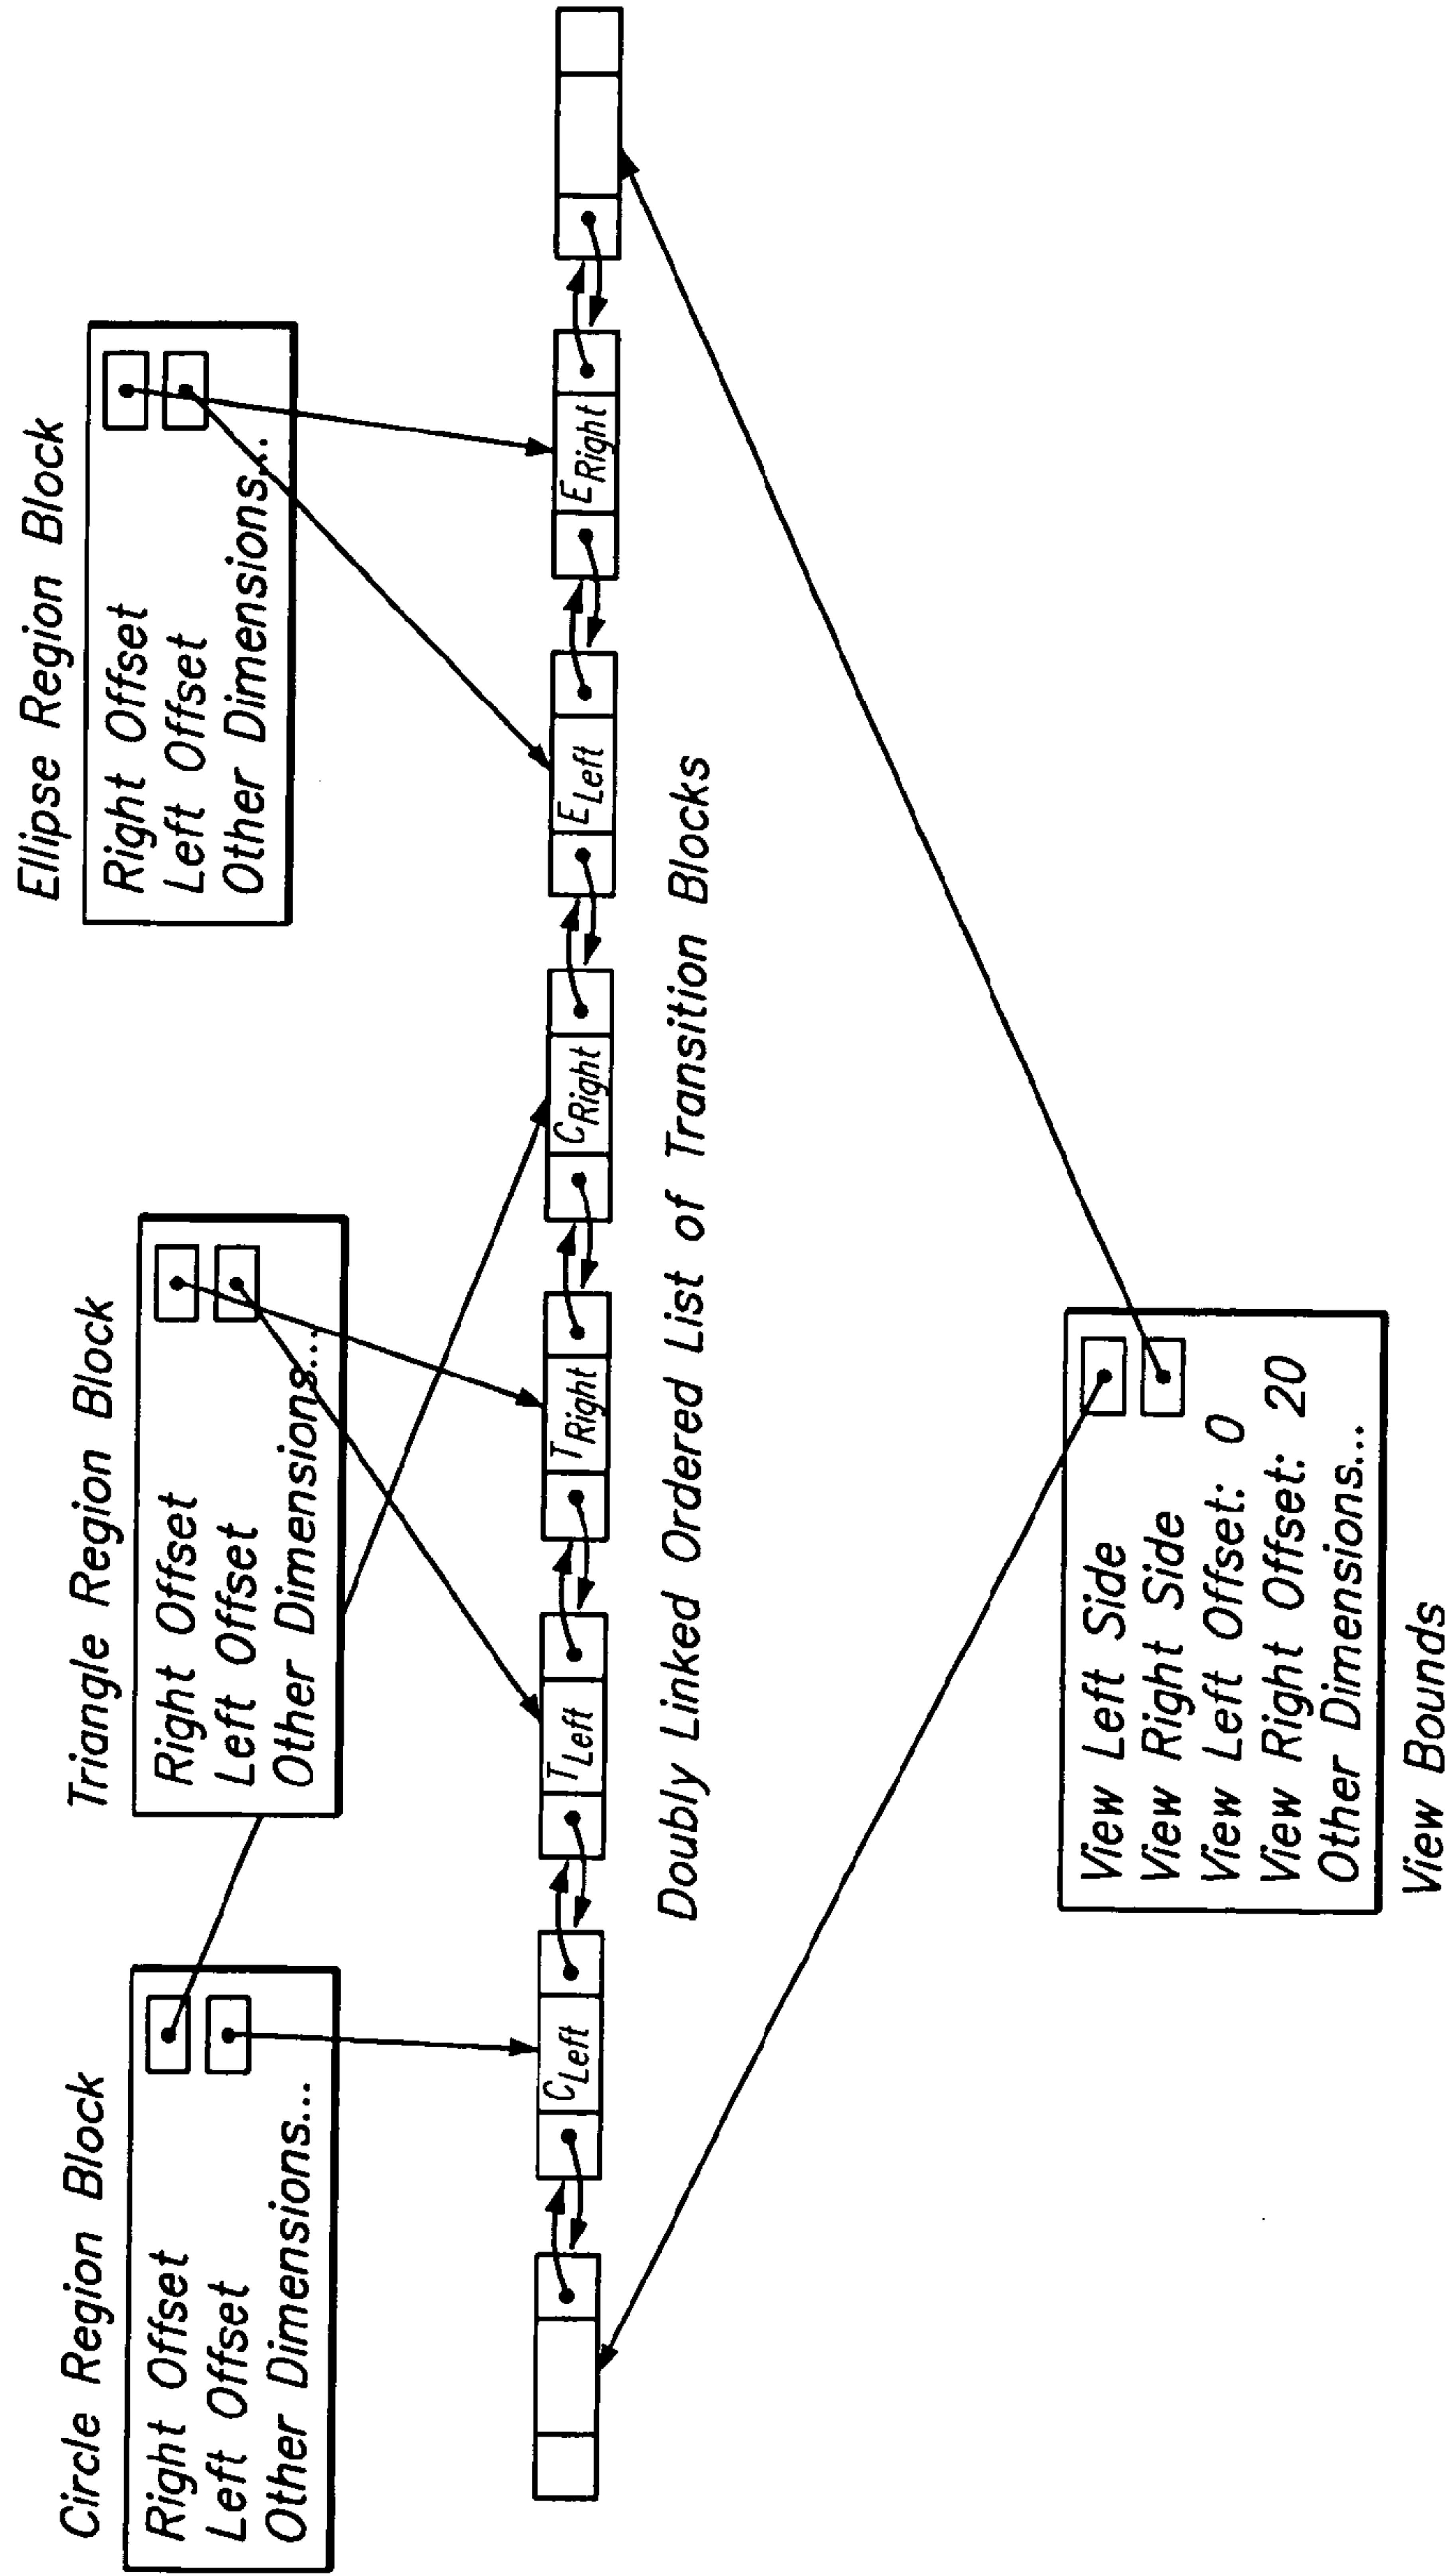 Circle Region Block
Right Offset
Left Offset
Other Dimensions...
Triangle Region Block
Right Offset
Left Offset
Other Dimensions...
Ellipse Region Block
Right Offset
Left Offset
Other Dimensions...
CLeft
TLeft
TRight
CRight
ELeft
ERight
Doubly Linked Ordered List of Transition Blocks
View Left Side
View Right Side
View Left Offset: 0
View Right Offset: 20
Other Dimensions...
View Bounds